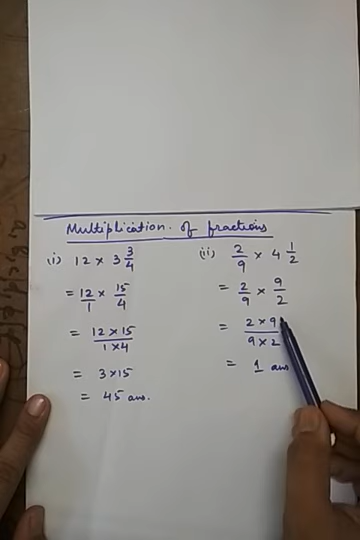 Multiplication of fractions
(i) 12 × 3 3/4
= 12/1 × 15/4
= 12 × 15 / 1 × 4
= 3 × 15
= 45 ans.
(ii) 2/9 × 4 1/2
= 2/9 × 9/2
= 2 × 9 / 9 × 2
= 1 ans